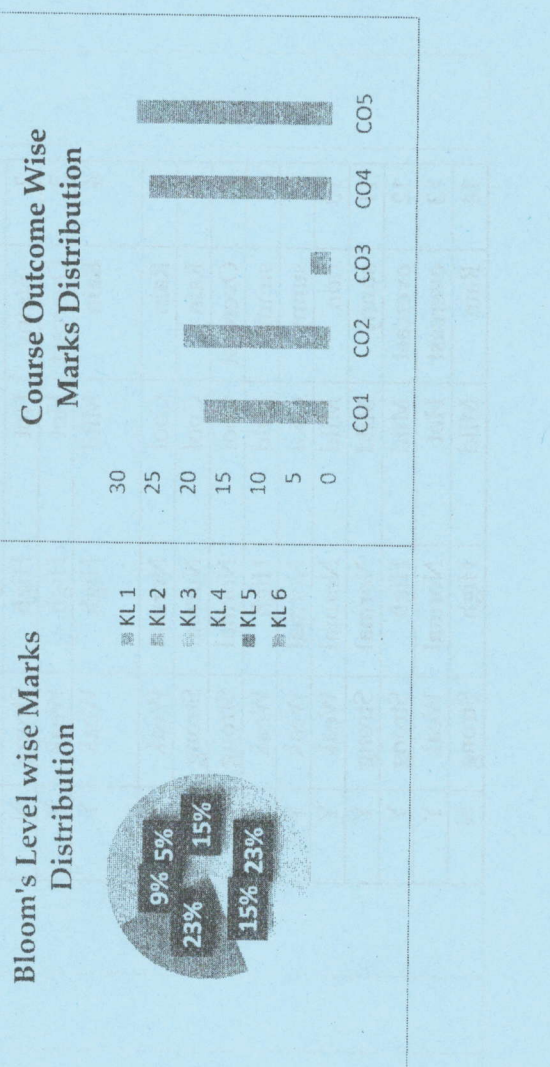 Bloom's Level wise Marks
Distribution
9%
5%
15%
23%
15%
23%
KL 1
KL 2
KL 3
KL 4
KL 5
KL 6
Course Outcome Wise
Marks Distribution
30
25
20
15
10
5
0
CO1
CO2
CO3
CO4
CO5